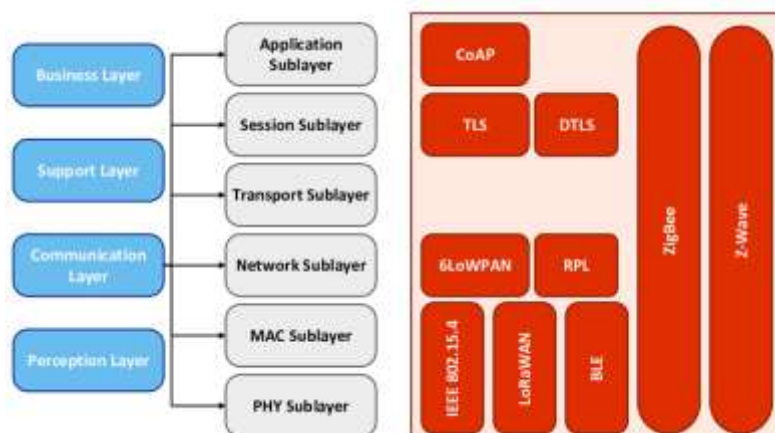 Business Layer
Support Layer
Communication
Layer
Perception Layer
Application
Sublayer
Session Sublayer
Transport Sublayer
Network Sublayer
MAC Sublayer
PHY Sublayer
CoAP
TLS
DTLS
6LoWPAN
RPL
IEEE 802.15.4
LoRaWAN
BLE
ZigBee
Z-Wave